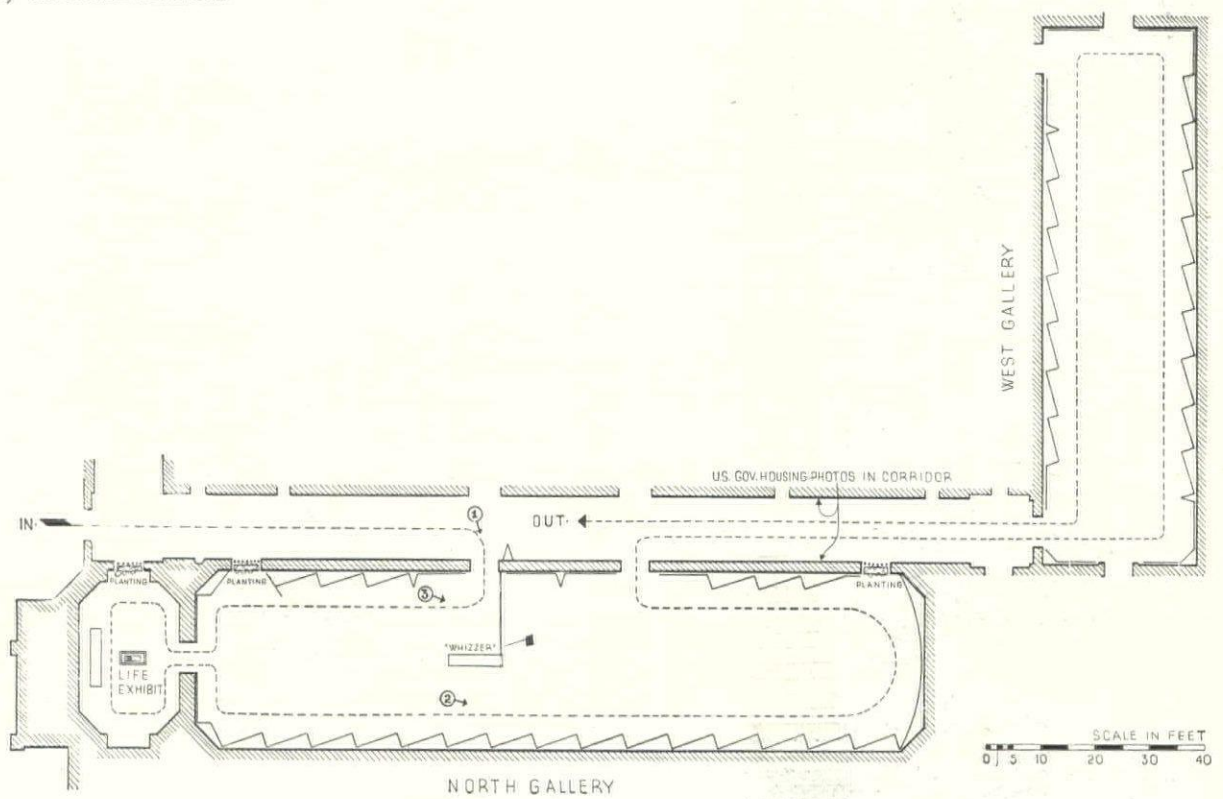 WEST GALLERY
U.S. GOV. HOUSING PHOTOS IN CORRIDOR
IN
①
OUT
PLANTING
PLANTING
PLANTING
③
"WHIZZER"
LIFE
EXHIBIT
②
SCALE IN FEET
0 5 10 20 30 40
NORTH GALLERY